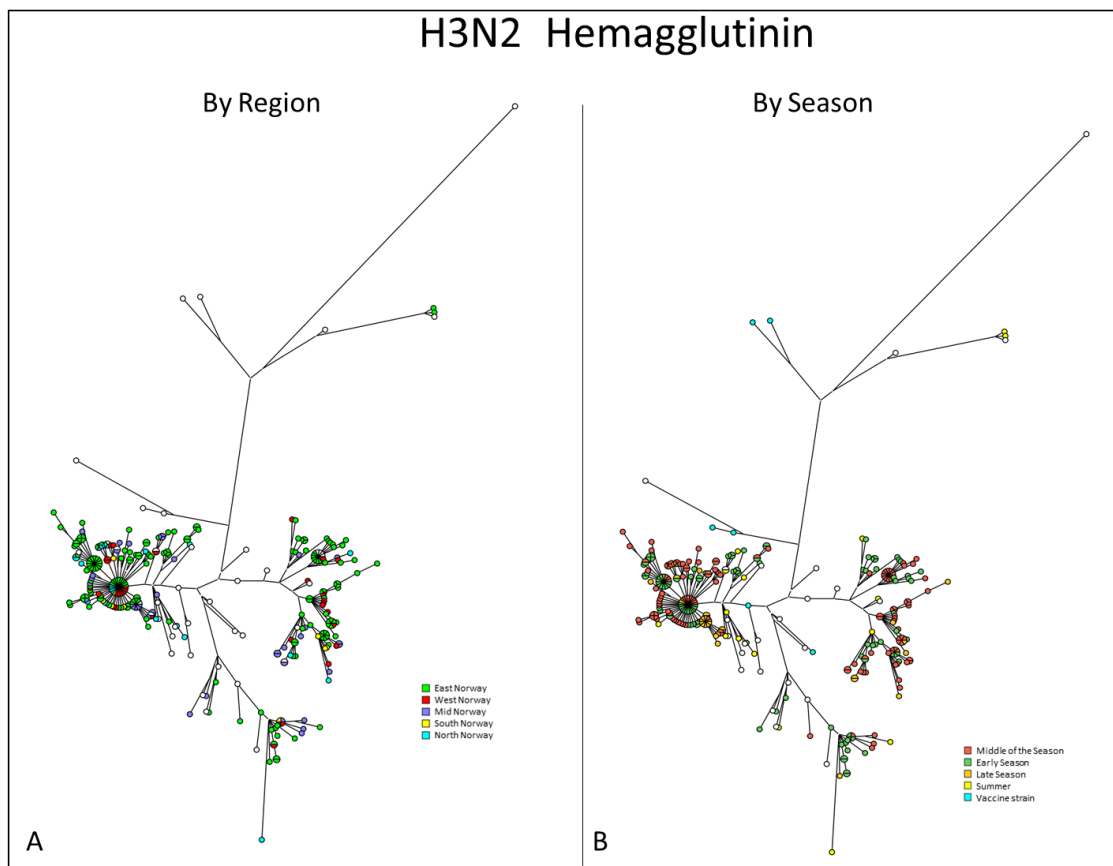 H3N2 Hemagglutinin
By Region
By Season
East Norway
West Norway
Mid Norway
South Norway
North Norway
Middle of the Season
Early Season
Late Season
Summer
Vaccine strain
A
B